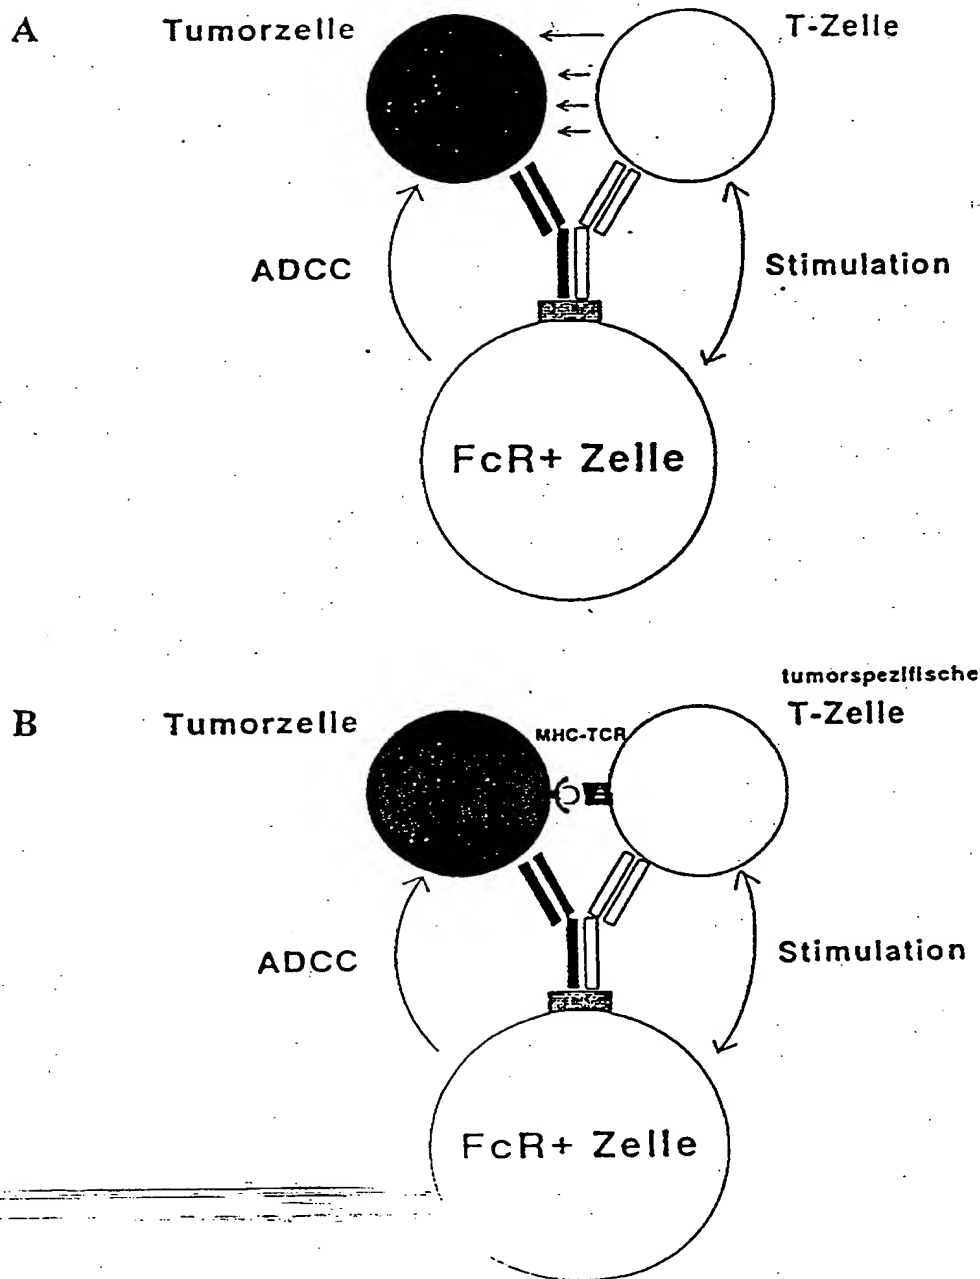 A
Tumorzelle
T-Zelle
ADCC
Stimulation
FcR+ Zelle
B
Tumorzelle
tumorspezifische
T-Zelle
MHC-TCR
ADCC
Stimulation
FcR+ Zelle